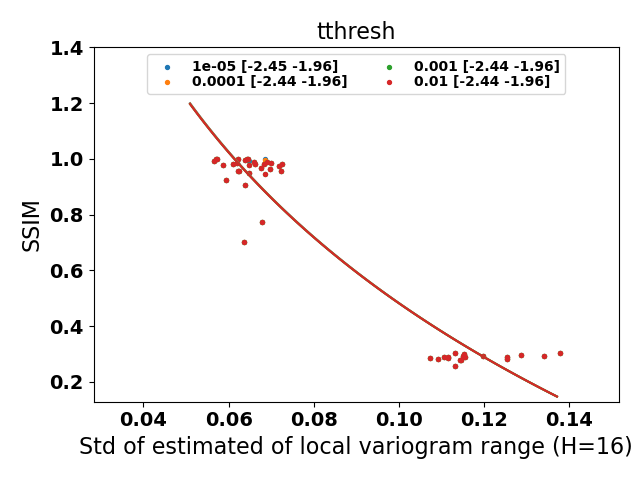 tthresh
1e-05 [-2.45 -1.96]
0.0001 [-2.44 -1.96]
0.001 [-2.44 -1.96]
0.01 [-2.44 -1.96]
SSIM
1.4
1.2
1.0
0.8
0.6
0.4
0.2
0.04 0.06 0.08 0.10 0.12 0.14
Std of estimated of local variogram range (H=16)